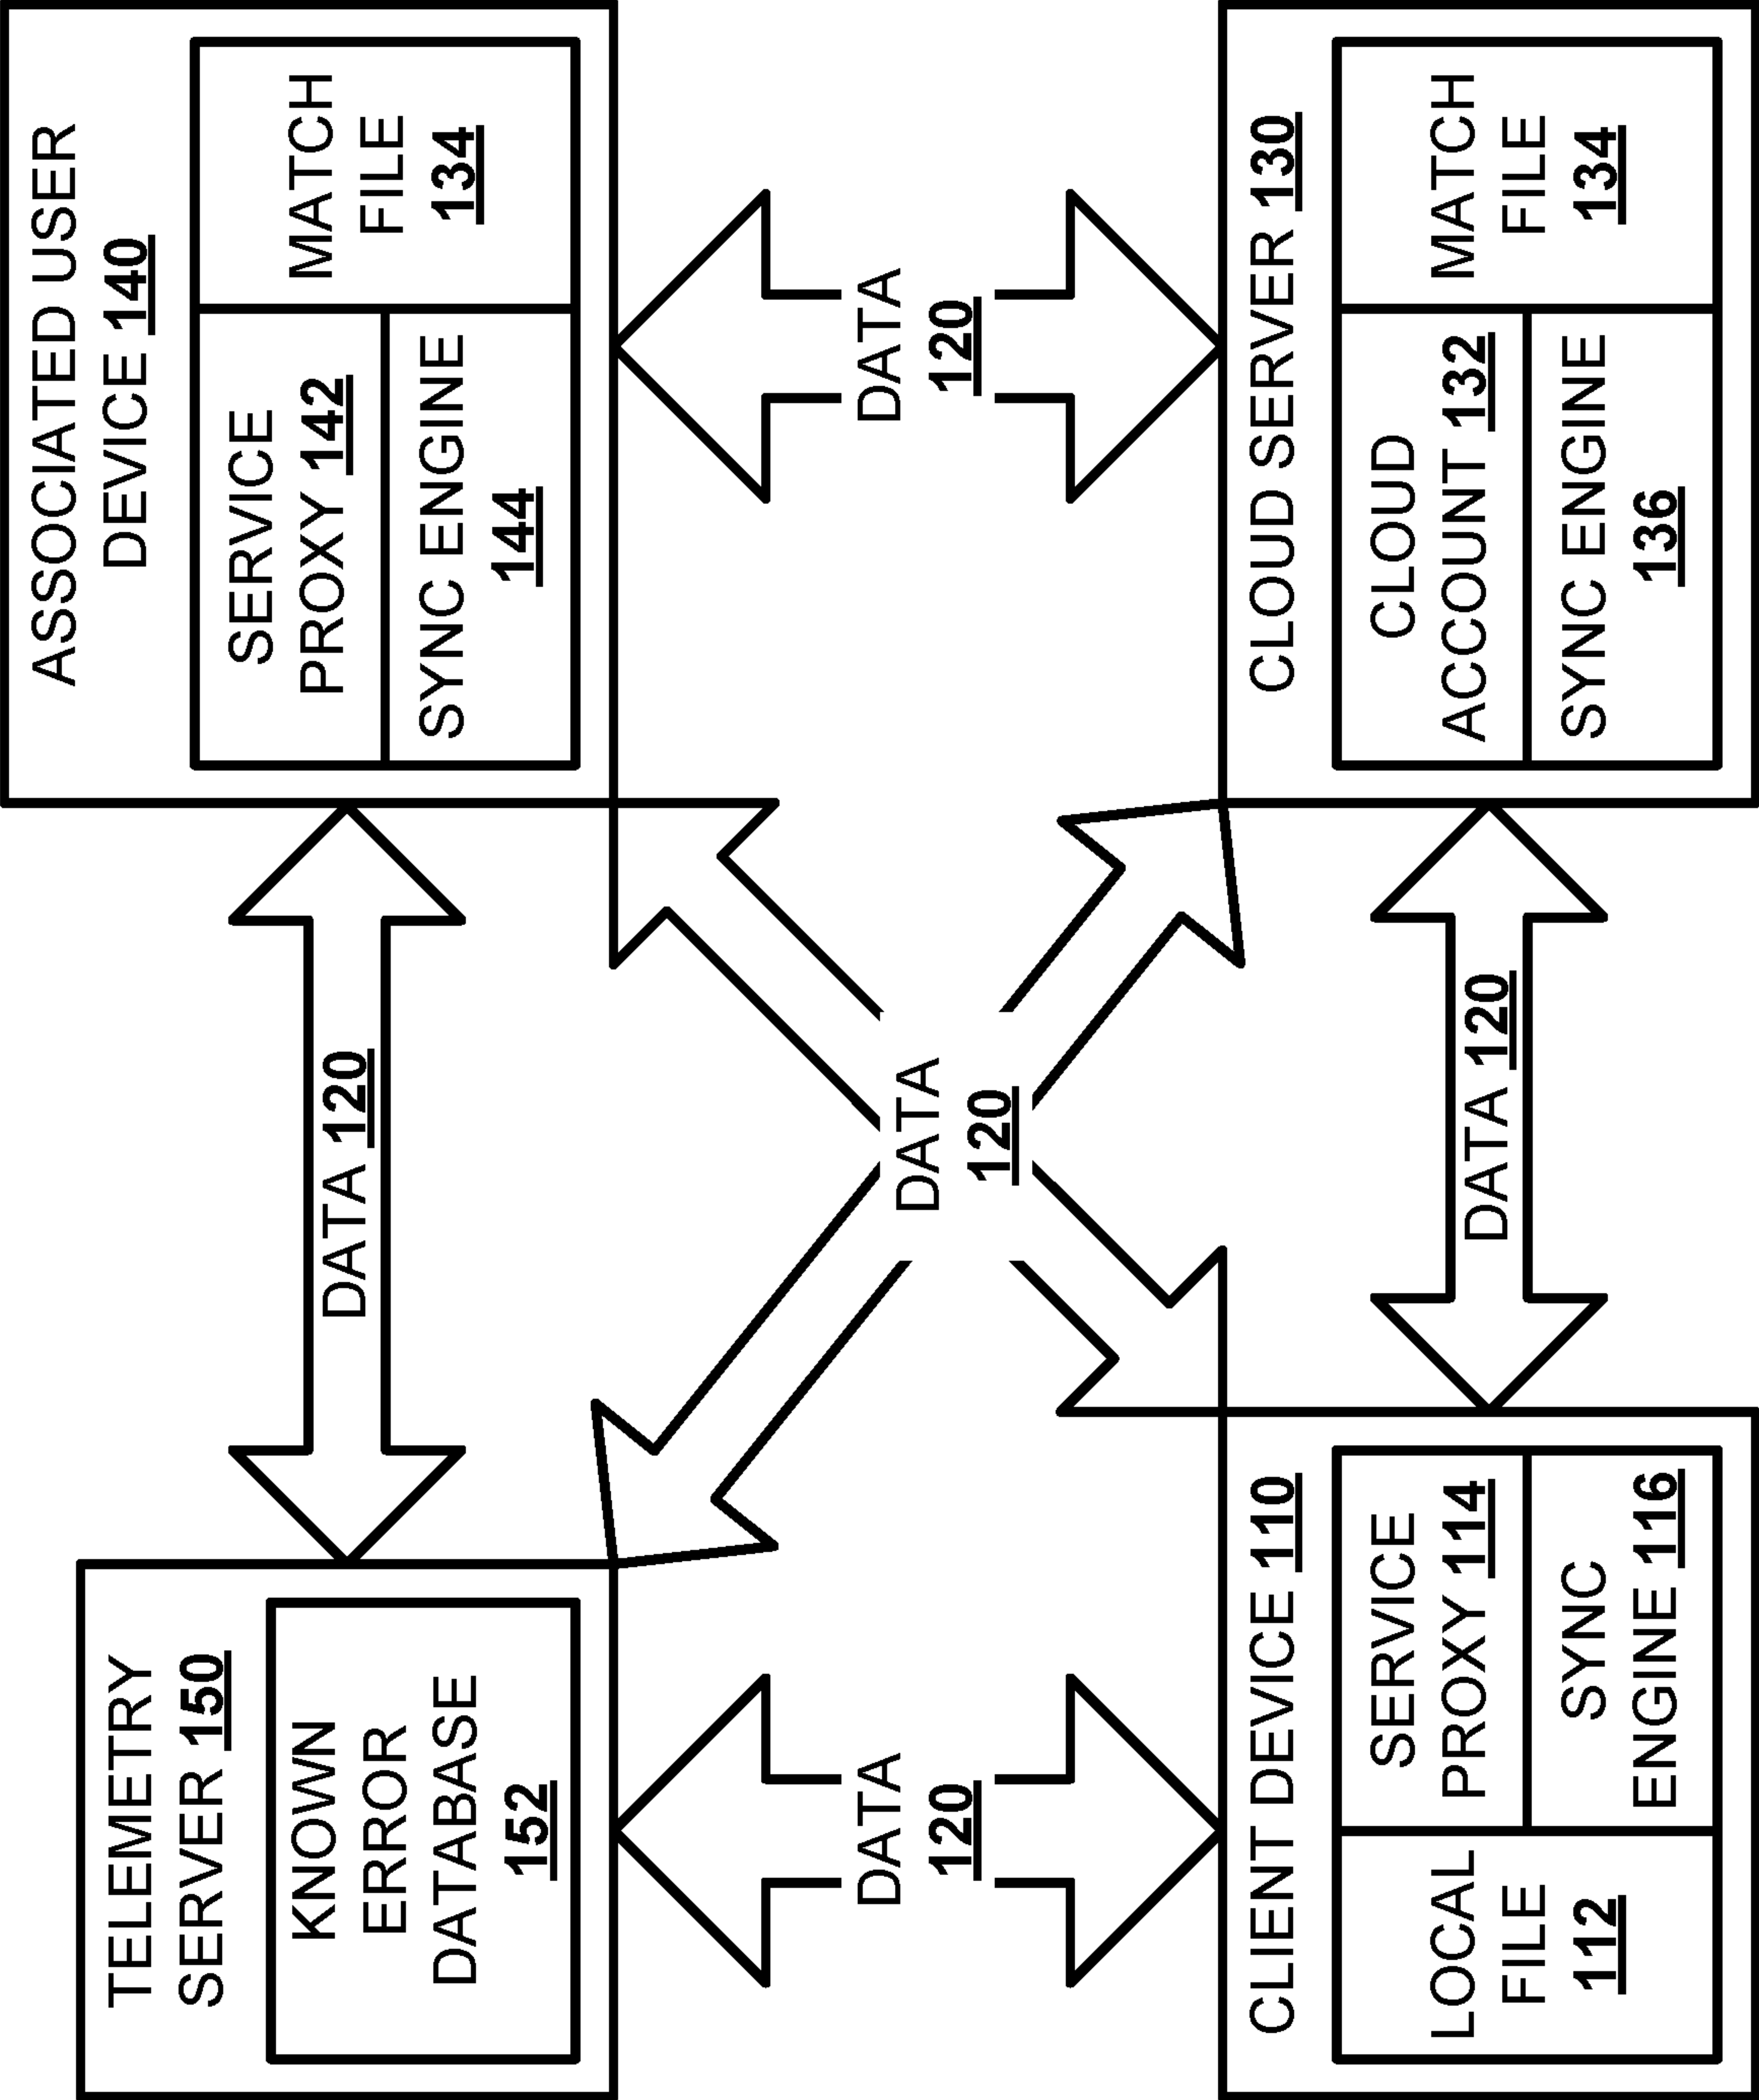 TELEMETRY
SERVER 150
KNOWN
ERROR
DATABASE
152
DATA 120
ASSOCIATED USER
DEVICE 140
SERVICE
PROXY 142
SYNC ENGINE
144
MATCH
FILE
134
DATA
120
DATA
120
DATA
120
CLIENT DEVICE 110
LOCAL
FILE
112
SERVICE
PROXY 114
SYNC
ENGINE 116
DATA 120
CLOUD SERVER 130
CLOUD
ACCOUNT 132
SYNC ENGINE
136
MATCH
FILE
134